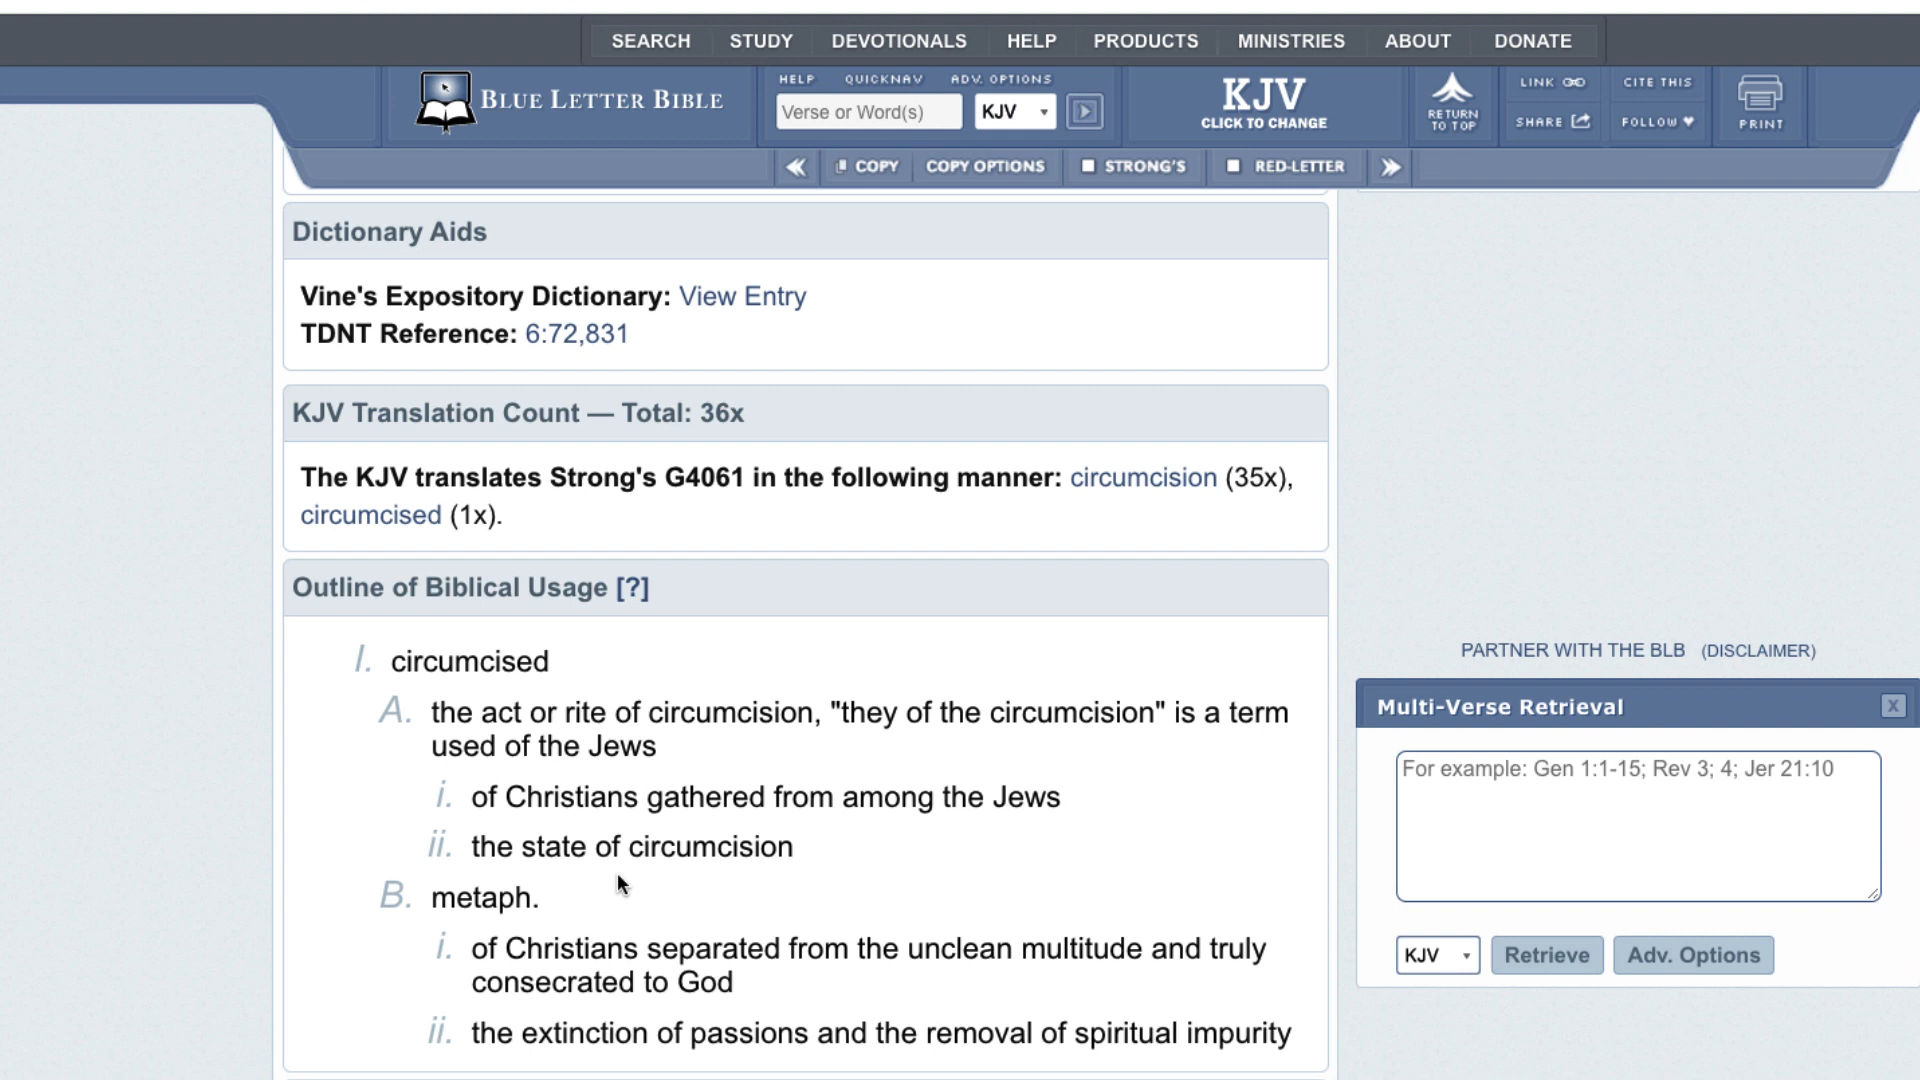 SEARCH STUDY DEVOTIONALS HELP PRODUCTS MINISTRIES ABOUT DONATE
HELP QUICKNAV ADV. OPTIONS
BLUE LETTER BIBLE
Verse or Word(s) KJV
KJV
CLICK TO CHANGE
RETURN
TO TOP
LINK CITE THIS
SHARE FOLLOW
PRINT
COPY COPY OPTIONS STRONG'S RED-LETTER
Dictionary Aids
Vine's Expository Dictionary: View Entry
TDNT Reference: 6:72,831
KJV Translation Count — Total: 36x
The KJV translates Strong's G4061 in the following manner: circumcision (35x),
circumcised (1x).
Outline of Biblical Usage [?]
I. circumcised
A. the act or rite of circumcision, "they of the circumcision" is a term
used of the Jews
i. of Christians gathered from among the Jews
ii. the state of circumcision
B. metaph.
i. of Christians separated from the unclean multitude and truly
consecrated to God
ii. the extinction of passions and the removal of spiritual impurity
PARTNER WITH THE BLB (DISCLAIMER)
Multi-Verse Retrieval X
For example: Gen 1:1-15; Rev 3; 4; Jer 21:10
KJV Retrieve Adv. Options